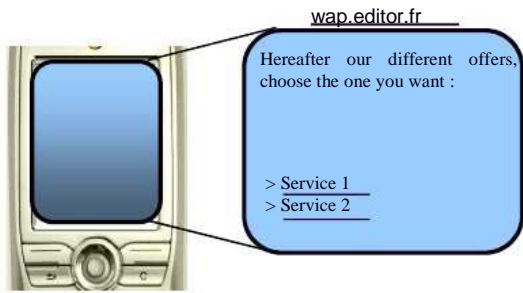 wap.editor.fr
Hereafter our different offers,
choose the one you want :
> Service 1
> Service 2
C